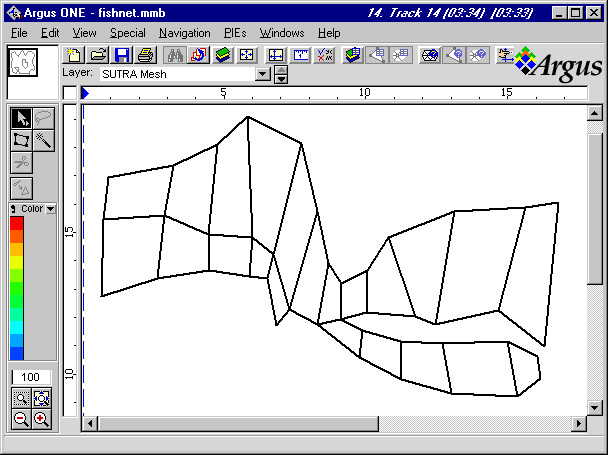 Argus ONE - fishnet.mmb 14. Track 14 {03:34} [03:33]
File Edit View Special Navigation PIEs Windows Help
Argus
Layer: SUTRA Mesh
5 10 15
Color
15
10
100